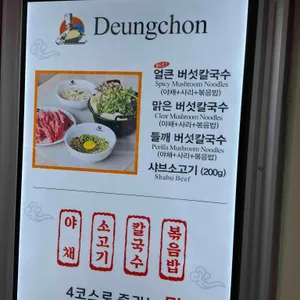 Deungchon
얼큰 버섯칼국수
Spicy Mushroom Noodles
(야채+사리+볶음밥)
맑은 버섯칼국수
Clear Mushroom Noodles
(야채+사리+볶음밥)
들깨 버섯칼국수
Perilla Mushroom Noodles
(야채+사리+볶음밥)
샤브소고기 (200g)
Shabu Beef
야채
소고기
칼국수
볶음밥
4코스로